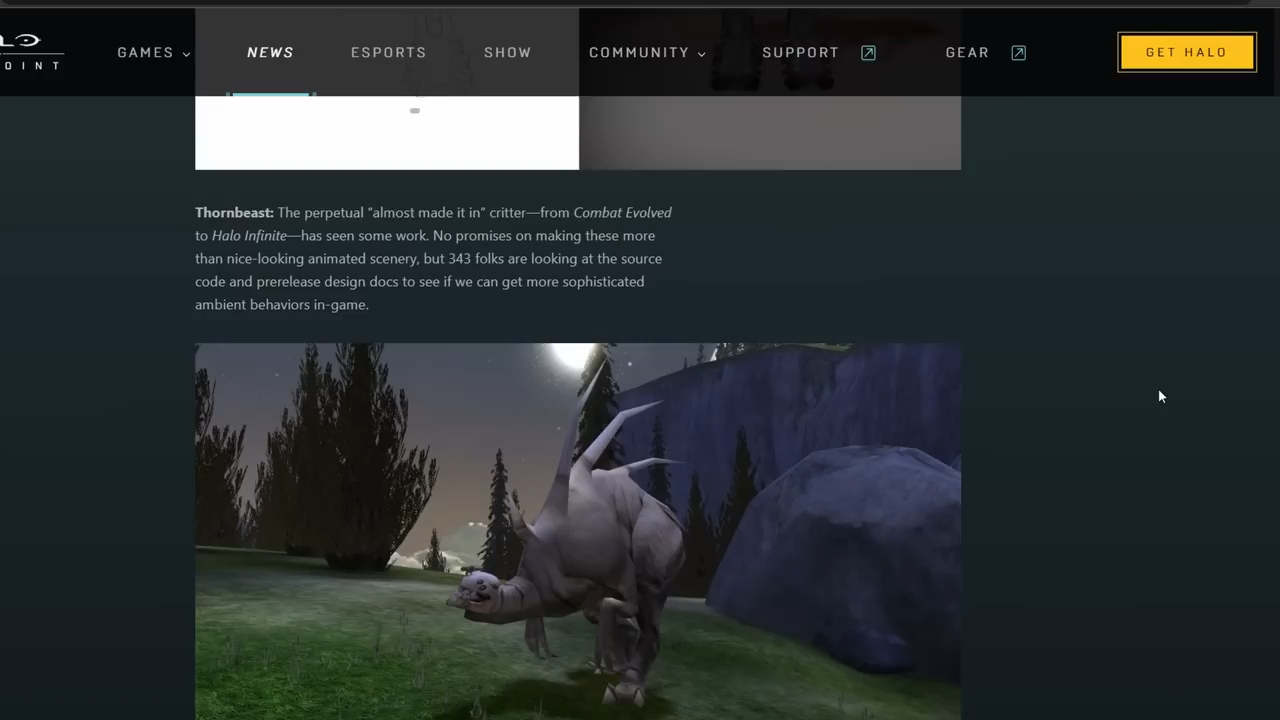 GAMES NEWS ESPORTS SHOW COMMUNITY SUPPORT GEAR GET HALO
OINT
Thornbeast: The perpetual “almost made it in” critter—from Combat Evolved
to Halo Infinite—has seen some work. No promises on making these more
than nice-looking animated scenery, but 343 folks are looking at the source
code and prerelease design docs to see if we can get more sophisticated
ambient behaviors in-game.